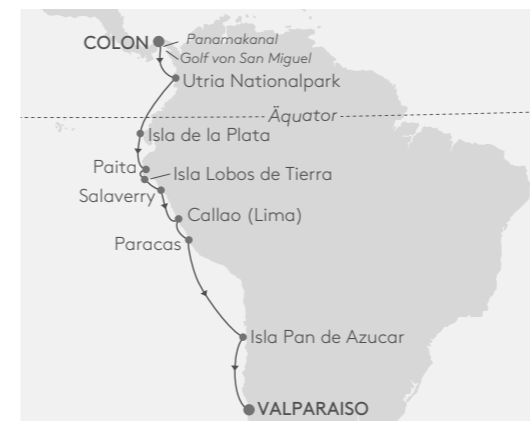 COLON
Panamakanal
Golf von San Miguel
Utria Nationalpark
Äquator
Isla de la Plata
Paita
Isla Lobos de Tierra
Salaverry
Callao (Lima)
Paracas
Isla Pan de Azucar
VALPARAISO